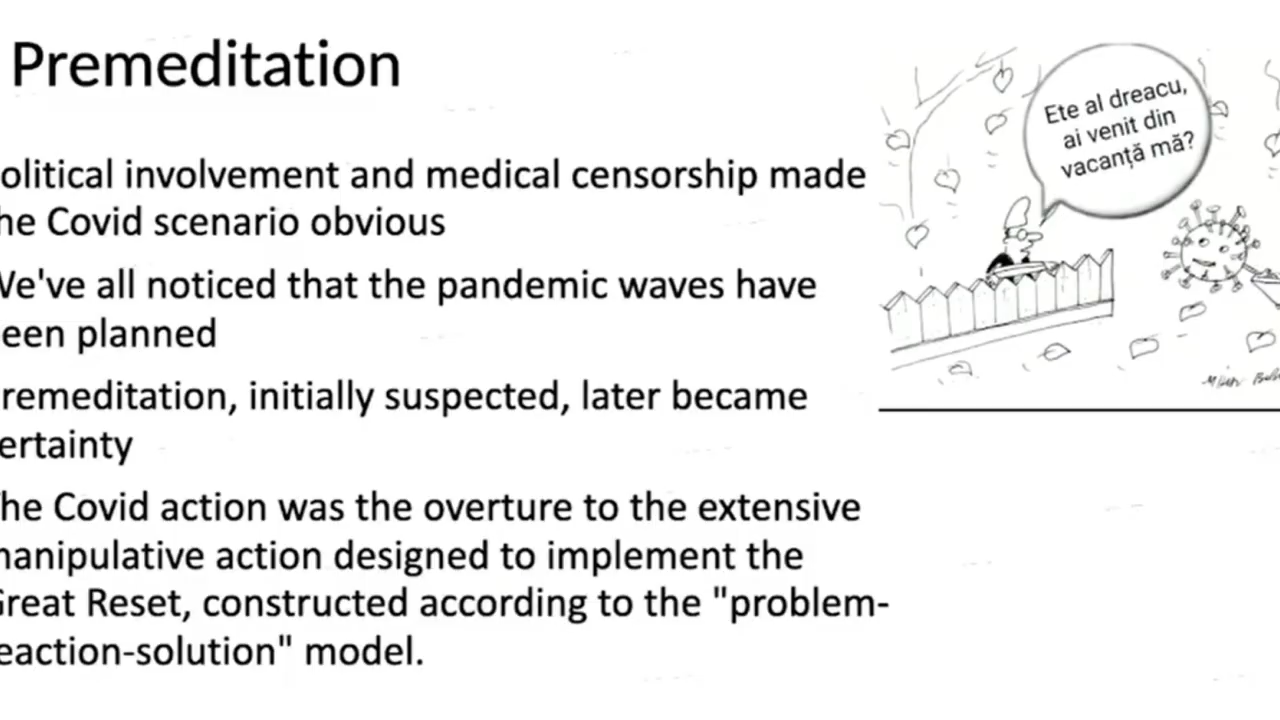 Premeditation
olitical involvement and medical censorship made
he Covid scenario obvious
We've all noticed that the pandemic waves have
een planned
remeditation, initially suspected, later became
ertainty
he Covid action was the overture to the extensive
manipulative action designed to implement the
Great Reset, constructed according to the "problem-
eaction-solution" model.
Ete al dreacu,
ai venit din
vacanță mă?